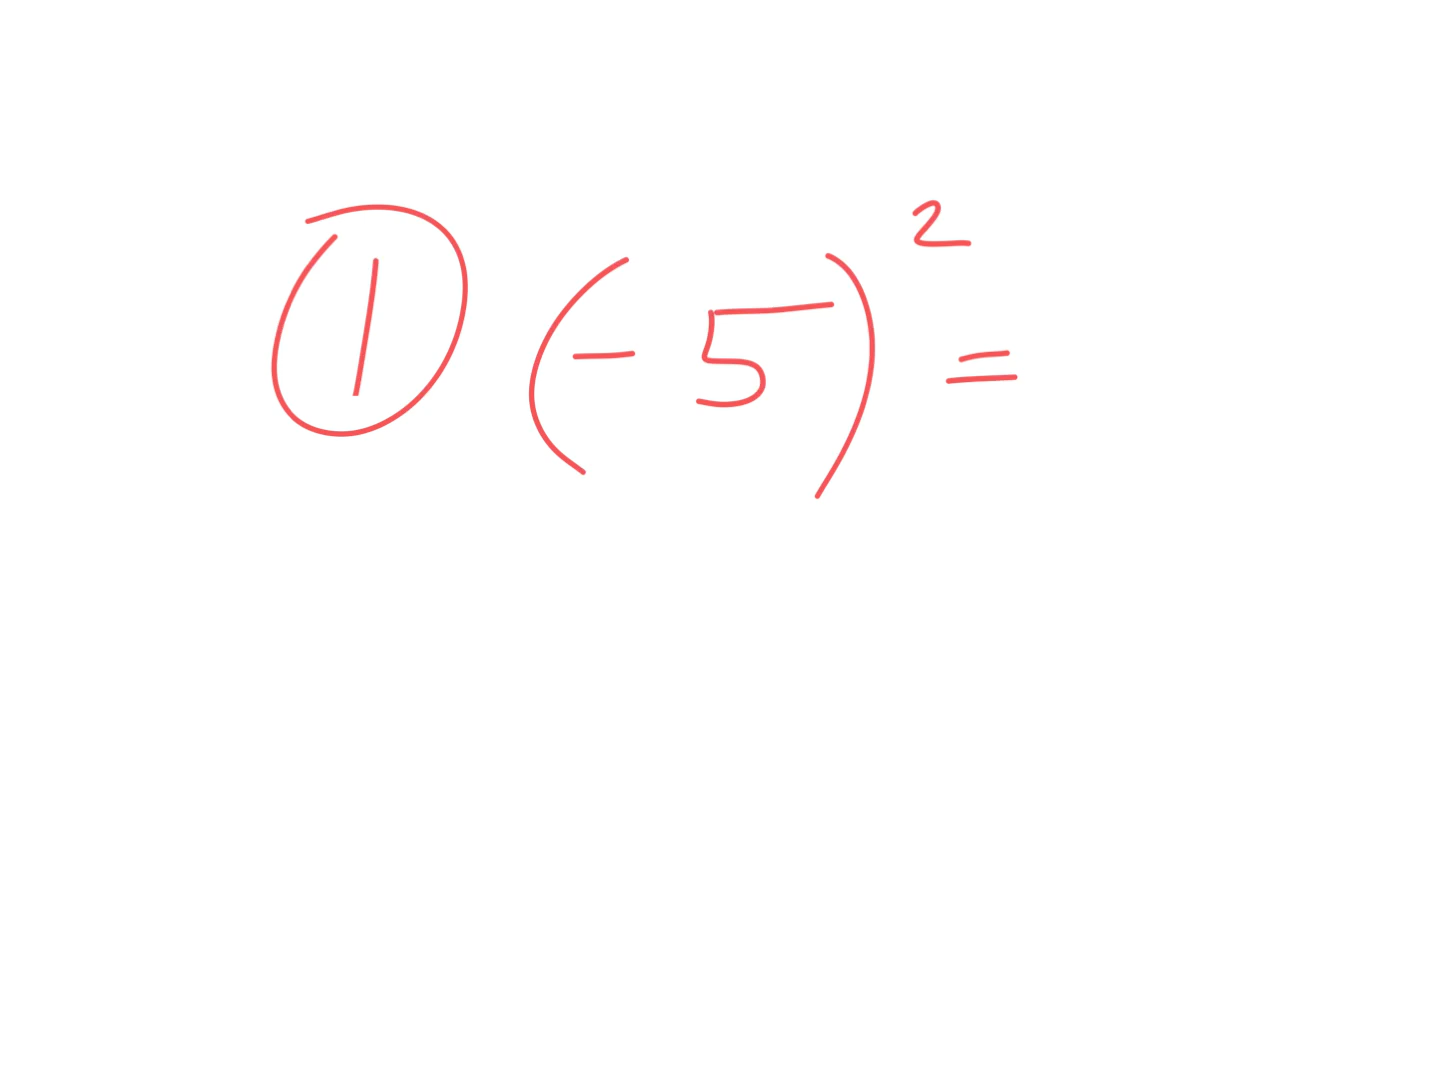 ① (-5)² =